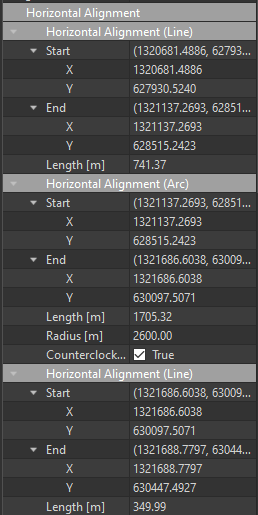 Horizontal Alignment
Horizontal Alignment (Line)
Start (1320681.4886, 62793...
X 1320681.4886
Y 627930.5240
End (1321137.2693, 62851...
X 1321137.2693
Y 628515.2423
Length [m] 741.37
Horizontal Alignment (Arc)
Start (1321137.2693, 62851...
X 1321137.2693
Y 628515.2423
End (1321686.6038, 63009...
X 1321686.6038
Y 630097.5071
Length [m] 1705.32
Radius [m] 2600.00
Counterclock... True
Horizontal Alignment (Line)
Start (1321686.6038, 63009...
X 1321686.6038
Y 630097.5071
End (1321688.7797, 63044...
X 1321688.7797
Y 630447.4927
Length [m] 349.99